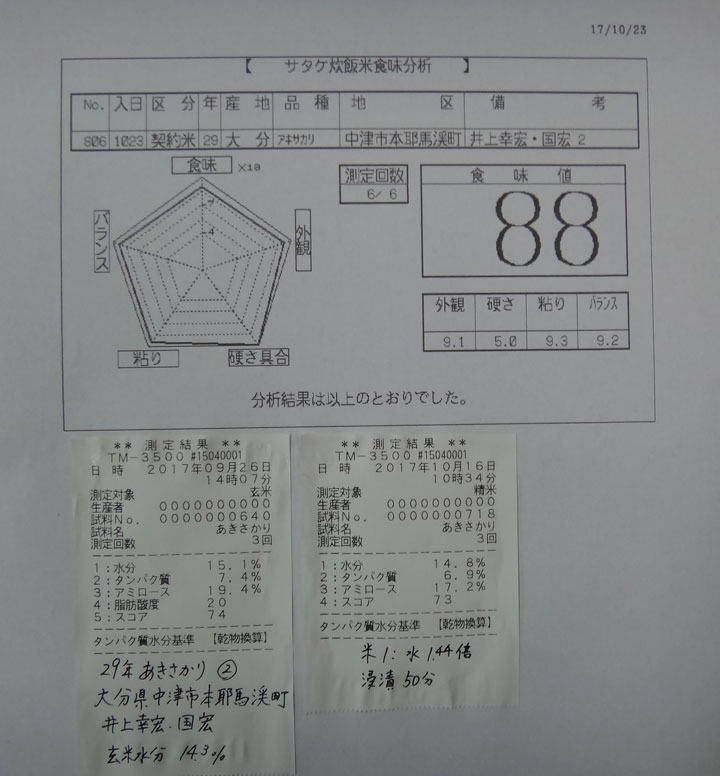 17/10/23
【 サタケ炊飯米食味分析 】
No. 入日 区分 年 産地 品種 地区 備考
806 1023 契約米 29 大分 アキサカリ 中津市本耶馬溪町 井上幸宏・国宏 2
食味 ×10
測定回数
6/ 6
食味値
88
7
4
バランス
外観
粘り
硬さ具合
外観 硬さ 粘り バランス
9.1 5.0 9.3 9.2
分析結果は以上のとおりでした。
** 測定結果 **
TM-3500 #15040001
日 時 2017年09月26日
14時07分
測定対象 玄米
生産者 0000000000
試料No. 0000000640
試料名 あきさかり
測定回数 3回
1:水分 15.1%
2:タンパク質 7.4%
3:アミロース 19.4%
4:脂肪酸度 20
5:スコア 74
タンパク質水分基準 【乾物換算】
29年 あきさかり ②
大分県中津市本耶馬渓町
井上幸宏.国宏
玄米水分 14.3%
** 測定結果 **
TM-3500 #15040001
日 時 2017年10月16日
10時34分
測定対象 精米
生産者 0000000000
試料No. 0000000718
試料名 あきさかり
測定回数 3回
1:水分 14.8%
2:タンパク質 6.9%
3:アミロース 17.2%
4:スコア 73
タンパク質水分基準 【乾物換算】
米1:水1.44倍
浸漬50分